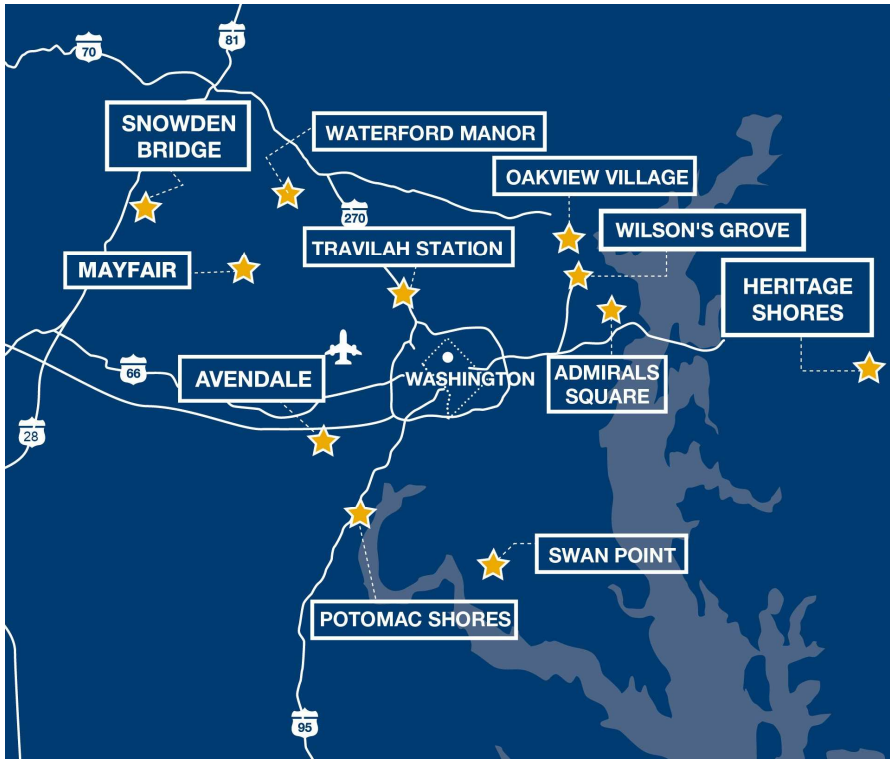 81
70
SNOWDEN
BRIDGE
WATERFORD MANOR
OAKVIEW VILLAGE
270
WILSON'S GROVE
TRAVILAH STATION
MAYFAIR
HERITAGE
SHORES
66
AVENDALE
WASHINGTON
ADMIRALS
SQUARE
28
SWAN POINT
POTOMAC SHORES
95